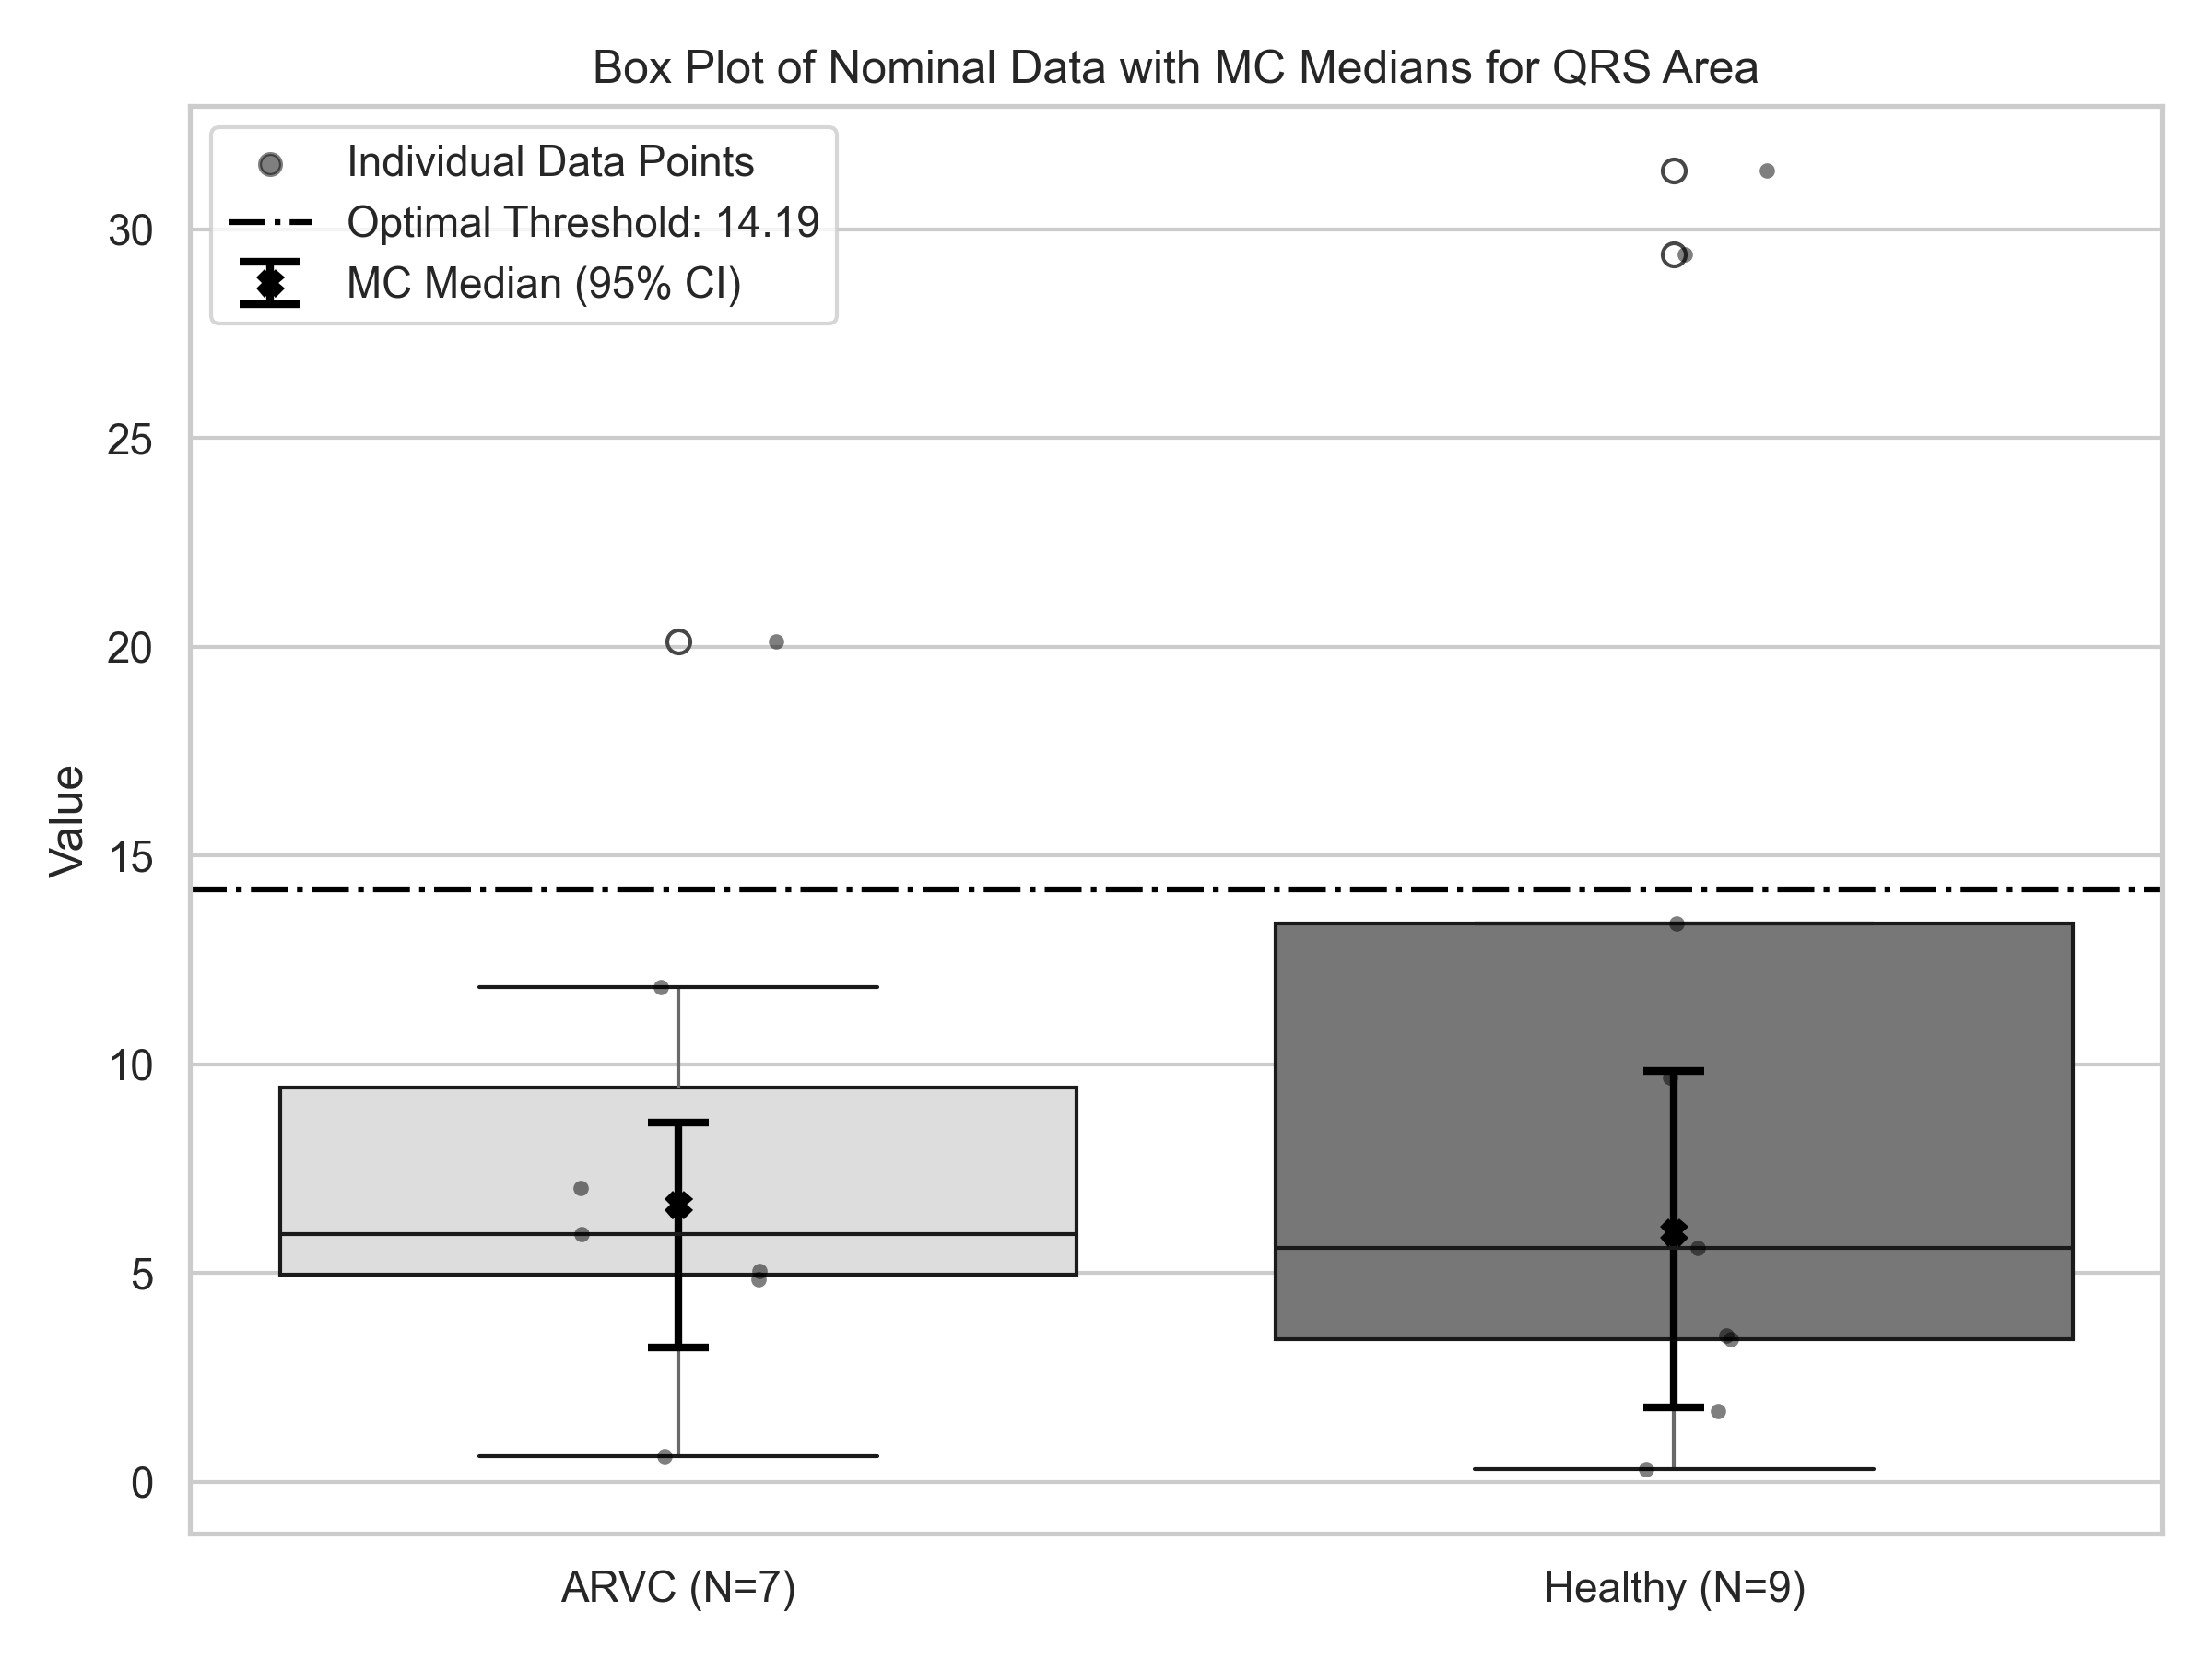 Box Plot of Nominal Data with MC Medians for QRS Area
Individual Data Points
Optimal Threshold: 14.19
MC Median (95% CI)
Value
30
25
20
15
10
5
0
ARVC (N=7)
Healthy (N=9)